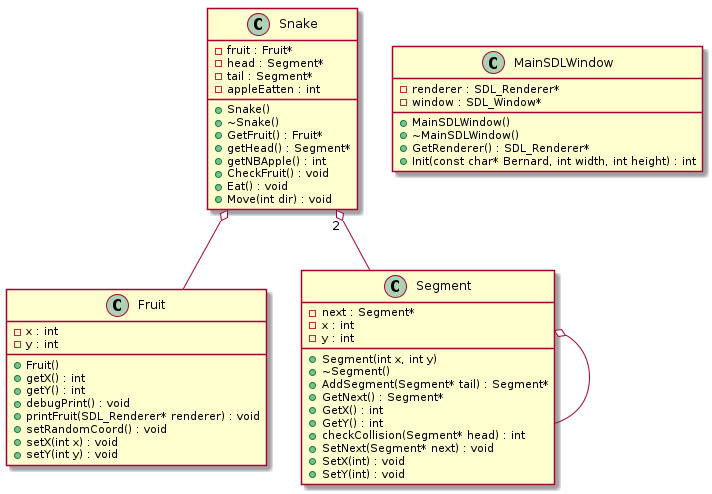 C Snake
fruit : Fruit*
head : Segment*
tail : Segment*
appleEatten : int
Snake()
~Snake()
GetFruit() : Fruit*
getHead() : Segment*
getNBApple() : int
CheckFruit() : void
Eat() : void
Move(int dir) : void
C MainSDLWindow
renderer : SDL_Renderer*
window : SDL_Window*
MainSDLWindow()
~MainSDLWindow()
GetRenderer() : SDL_Renderer*
Init(const char* Bernard, int width, int height) : int
2
C Fruit
x : int
y : int
Fruit()
getX() : int
getY() : int
debugPrint() : void
printFruit(SDL_Renderer* renderer) : void
setRandomCoord() : void
setX(int x) : void
setY(int y) : void
C Segment
next : Segment*
x : int
y : int
Segment(int x, int y)
~Segment()
AddSegment(Segment* tail) : Segment*
GetNext() : Segment*
GetX() : int
GetY() : int
checkCollision(Segment* head) : int
SetNext(Segment* next) : void
SetX(int) : void
SetY(int) : void